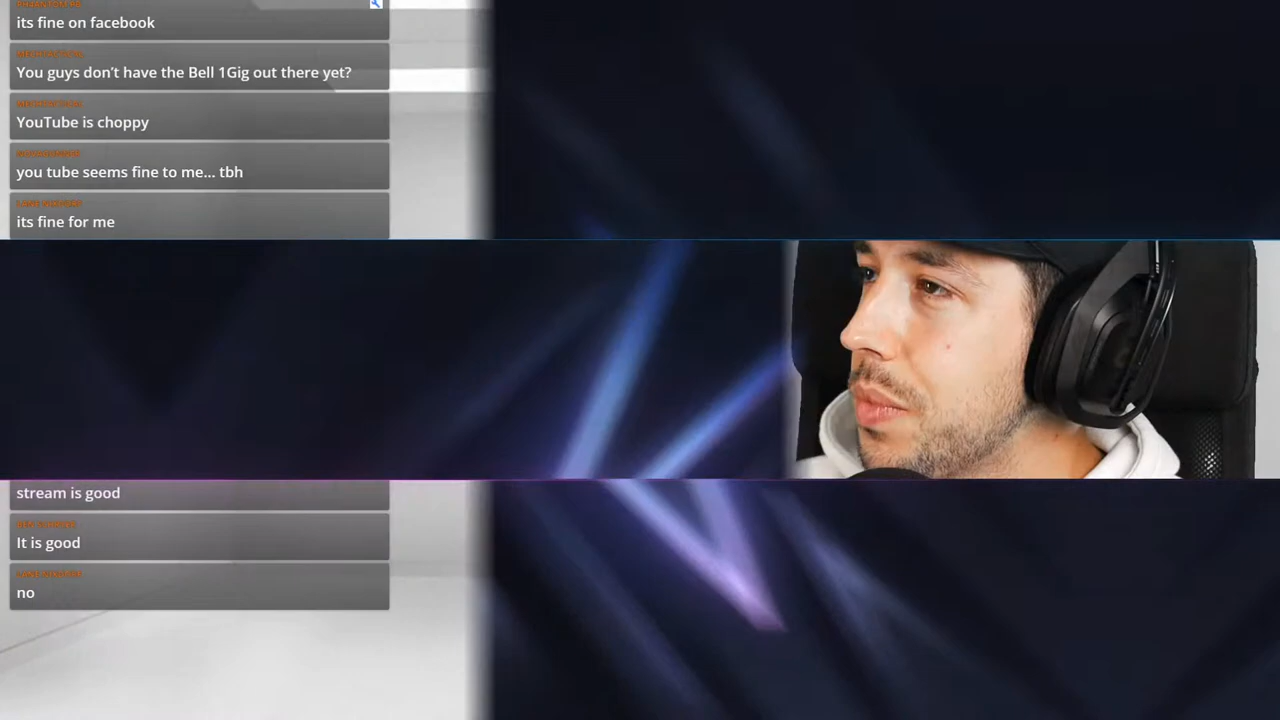 its fine on facebook
You guys don't have the Bell 1Gig out there yet?
YouTube is choppy
you tube seems fine to me... tbh
its fine for me
stream is good
It is good
no